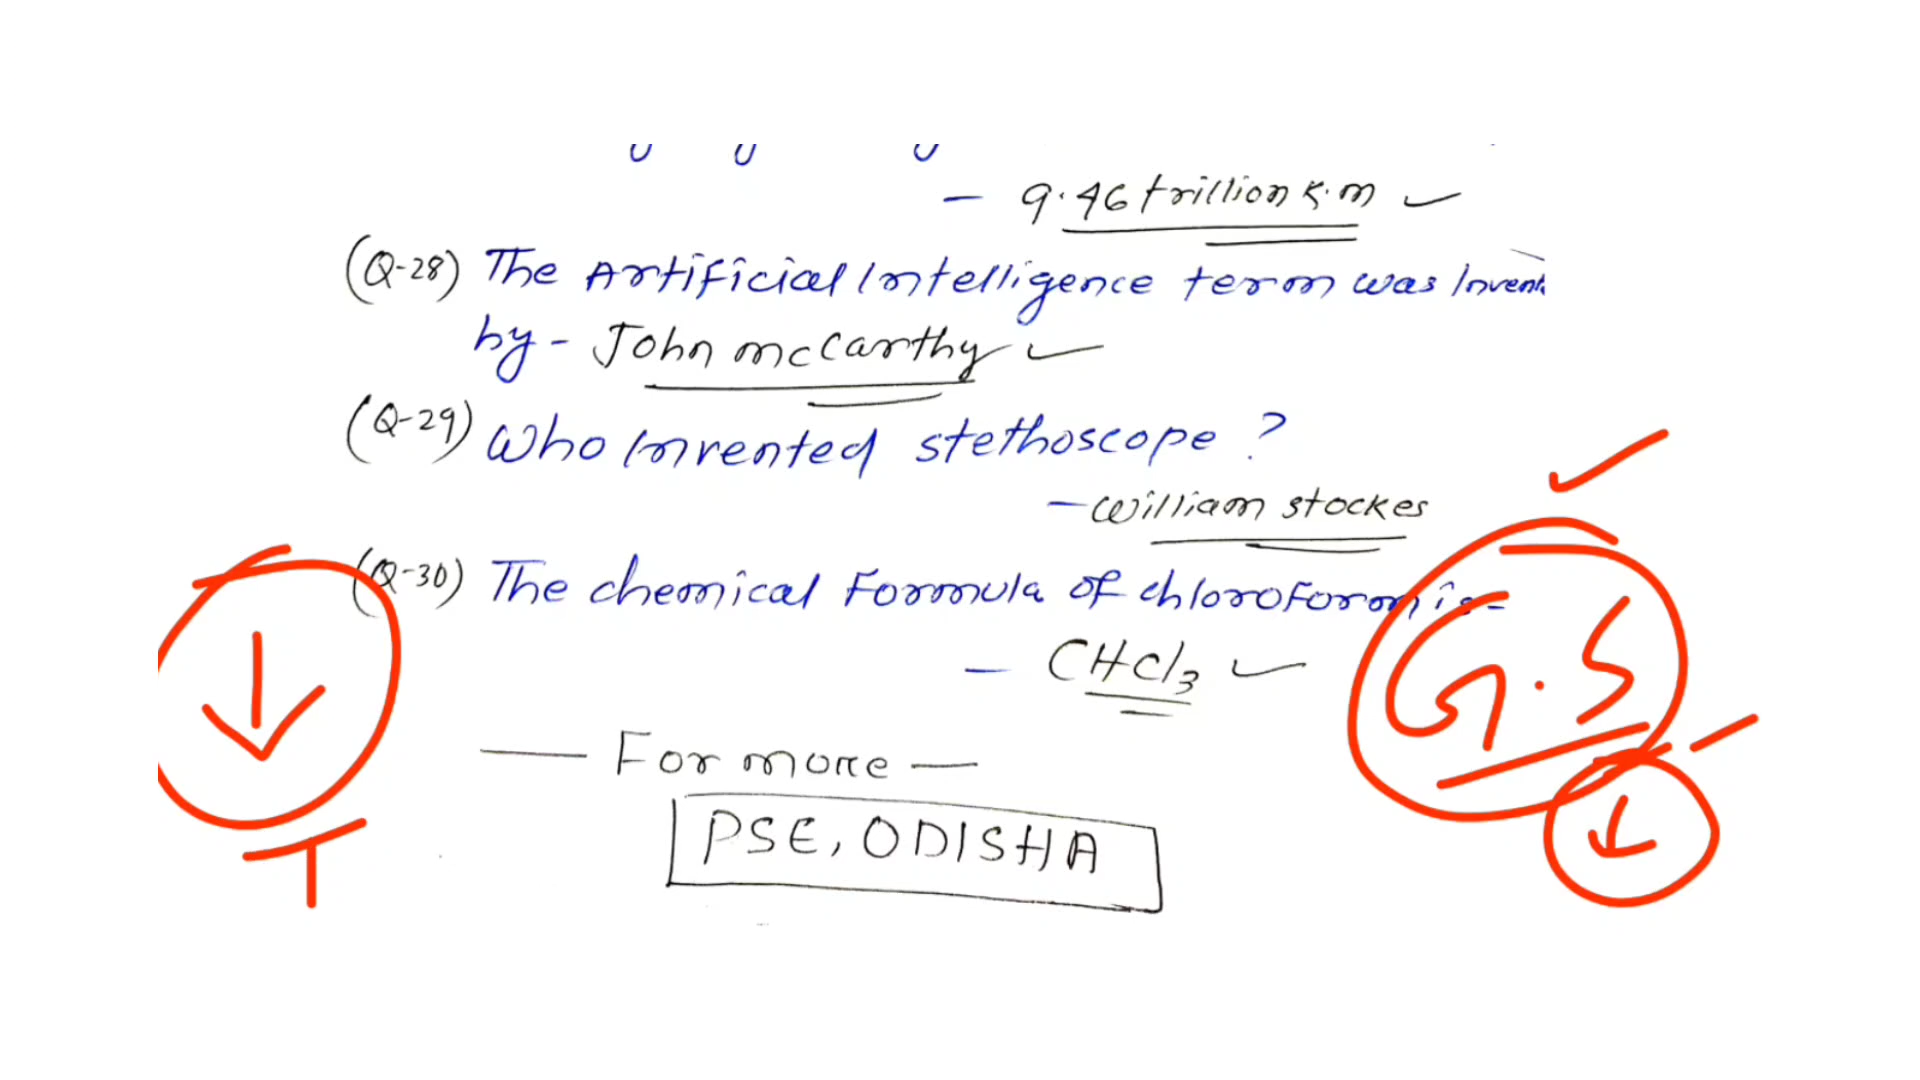 - 9.46 trillion K.m
(Q-28) The Artificial Intelligence term was Invent
by - John mccarthy
(Q-29) Who Invented stethoscope ?
- William stockes
(Q-30) The chemical Formula of chloroform is -
- CHCl3
G.S
For more
PSE, ODISHA
T